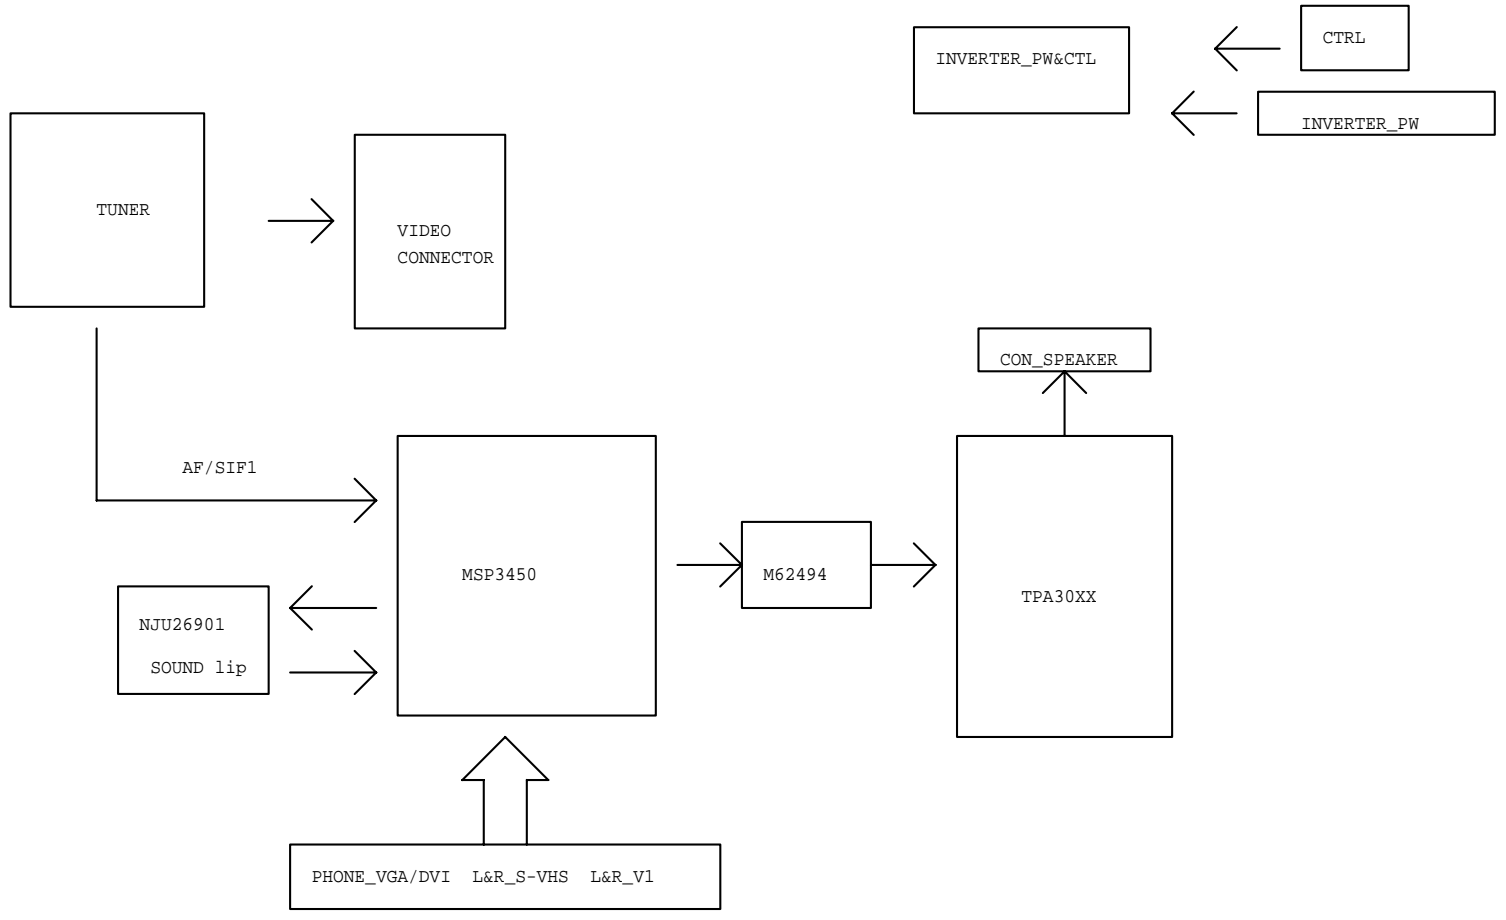 CTRL
INVERTER_PW&CTL
INVERTER_PW
TUNER
VIDEO
CONNECTOR
CON_SPEAKER
AF/SIF1
MSP3450
M62494
TPA30XX
NJU26901
SOUND lip
PHONE_VGA/DVI L&R_S-VHS L&R_V1